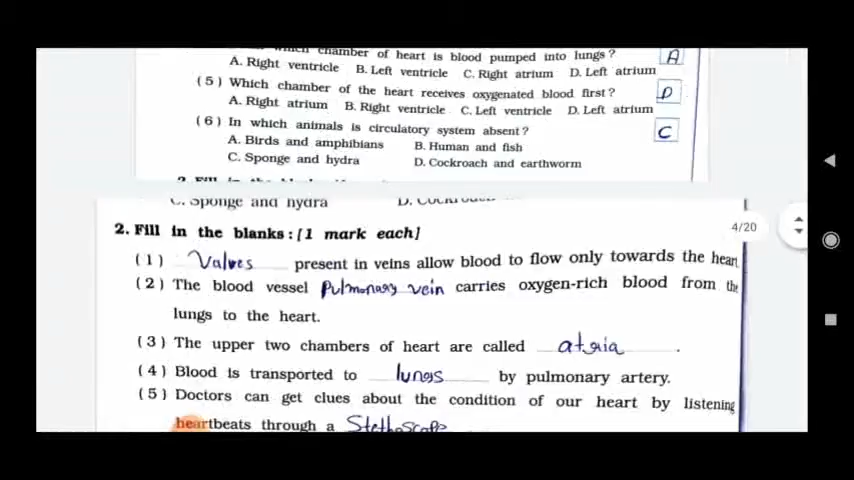 which chamber of heart is blood pumped into lungs ? A
A. Right ventricle B. Left ventricle C. Right atrium D. Left atrium
(5) Which chamber of the heart receives oxygenated blood first ? D
A. Right atrium B. Right ventricle C. Left ventricle D. Left atrium
(6) In which animals is circulatory system absent ? C
A. Birds and amphibians B. Human and fish
C. Sponge and hydra D. Cockroach and earthworm
2. Fill in the
C. Sponge and hydra D.
2. Fill in the blanks : [1 mark each]
4/20
(1) Valves present in veins allow blood to flow only towards the heart
(2) The blood vessel Pulmonary vein carries oxygen-rich blood from the
lungs to the heart.
(3) The upper two chambers of heart are called atria .
(4) Blood is transported to lungs by pulmonary artery.
(5) Doctors can get clues about the condition of our heart by listening
heartbeats through a Stethoscope